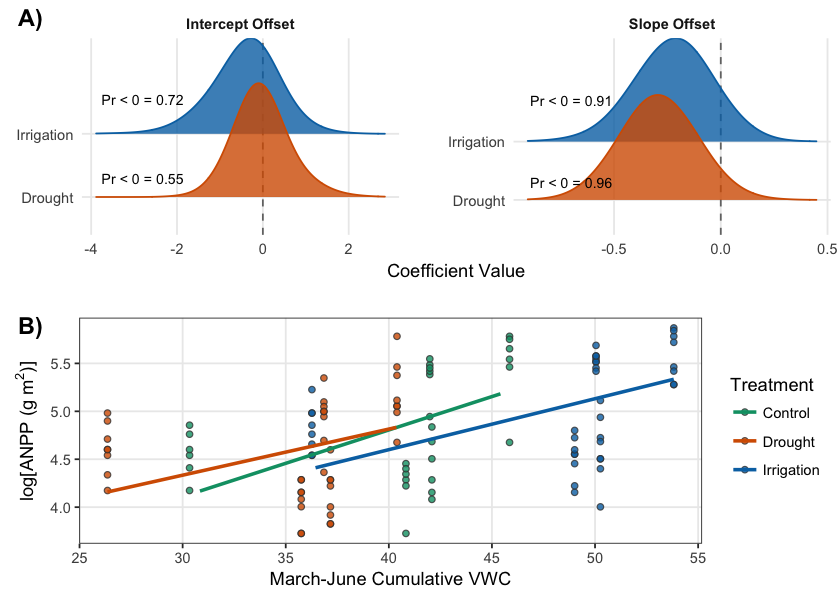 A)
Intercept Offset
Slope Offset
Pr < 0 = 0.72
Irrigation
Pr < 0 = 0.55
Drought
-4 -2 0 2
Pr < 0 = 0.91
Irrigation
Pr < 0 = 0.96
Drought
-0.5 0.0 0.5
Coefficient Value
B)
log[ANPP (g m²)]
5.5
5.0
4.5
4.0
25 30 35 40 45 50 55
March-June Cumulative VWC
Treatment
Control
Drought
Irrigation